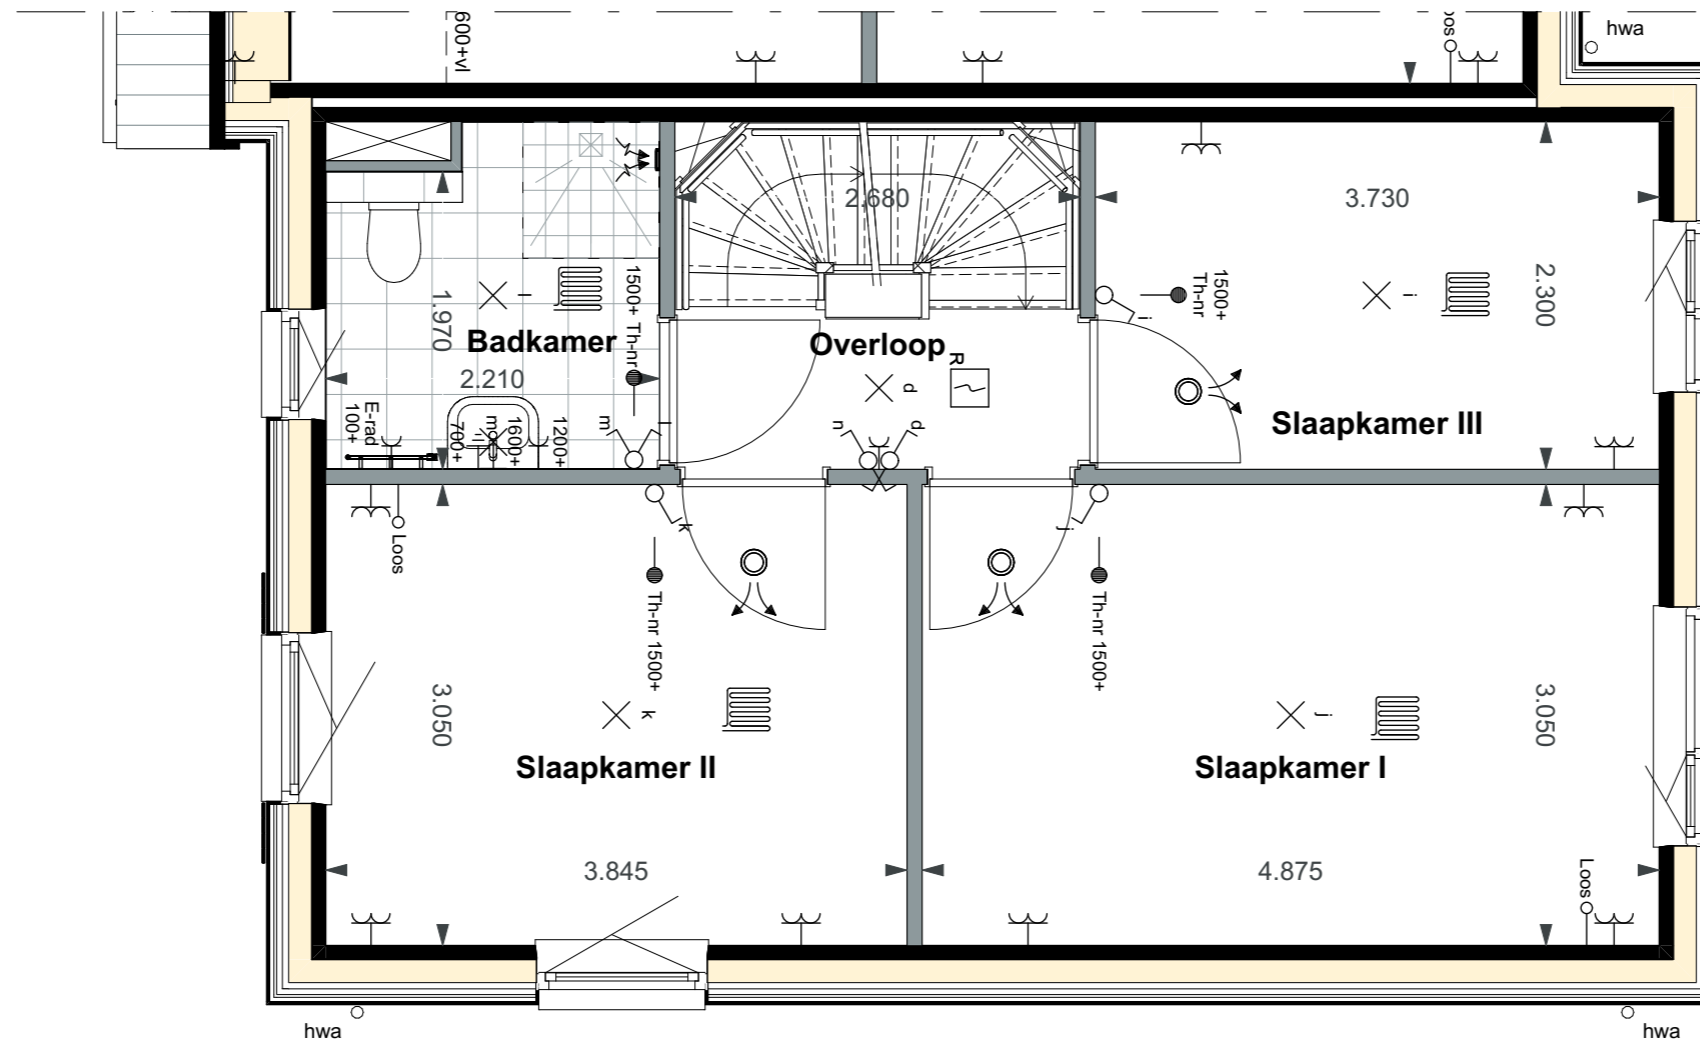 600+vl
oos
hwa
2.680
3.730
1500+
Th-nr
i
i
2.300
1.970
l
1500+ Th-nr
Badkamer
Overloop
R
d
2.210
Slaapkamer III
E-rad
100+
700+
m
1600+
1200+
m
l
n
d
Loos
k
j
Th-nr 1500+
Th-nr 1500+
3.050
k
j
3.050
Slaapkamer II
Slaapkamer I
3.845
4.875
Loos
hwa
hwa